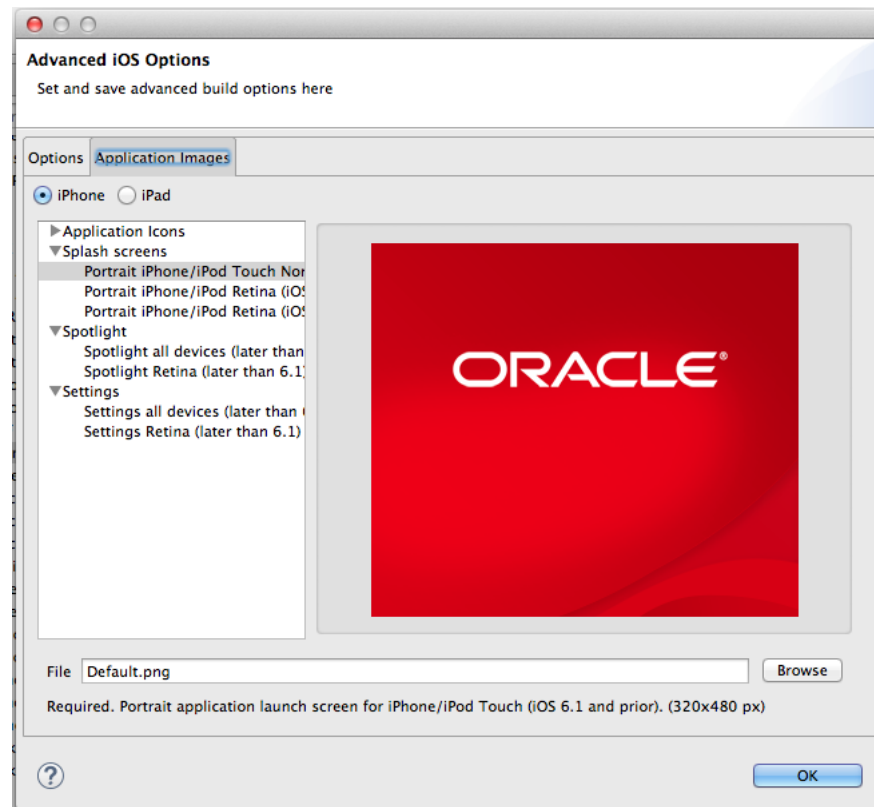 Advanced iOS Options
Set and save advanced build options here
Options Application Images
iPhone iPad
Application Icons
Splash screens
Portrait iPhone/iPod Touch
Portrait iPhone/iPod Retina
Portrait iPhone/iPod Retina
Spotlight
Spotlight all devices (later than
Spotlight Retina (later than 6.1)
Settings
Settings all devices (later than
Settings Retina (later than 6.1)
ORACLE®
File Default.png Browse
Required. Portrait application launch screen for iPhone/iPod Touch (iOS 6.1 and prior). (320x480 px)
? OK